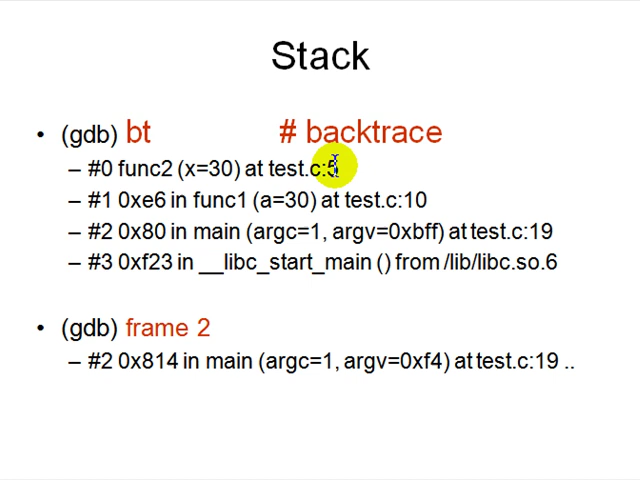 Stack
• (gdb) bt # backtrace
– #0 func2 (x=30) at test.c:5
– #1 0xe6 in func1 (a=30) at test.c:10
– #2 0x80 in main (argc=1, argv=0xbff) at test.c:19
– #3 0xf23 in __libc_start_main () from /lib/libc.so.6
• (gdb) frame 2
– #2 0x814 in main (argc=1, argv=0xf4) at test.c:19 ..